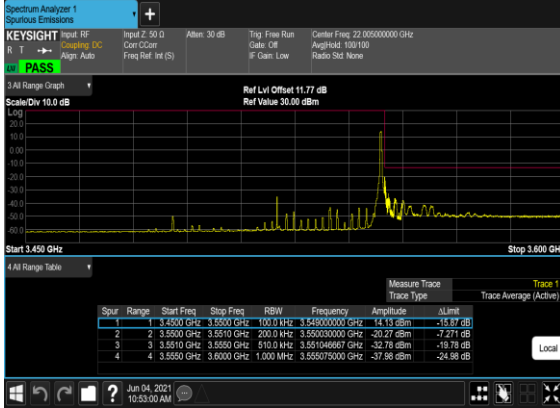 Spectrum Analyzer 1
Spurious Emissions
+
KEYSIGHT Input: RF Input Z: 50 Ω Atten: 30 dB Trig: Free Run Center Freq: 22.005000000 GHz
R T Coupling: DC Corr CCorr Gate: Off Avg|Hold: 100/100
Align: Auto Freq Ref: Int (S) IF Gain: Low Radio Std: None
PASS
3 All Range Graph
Ref Lvl Offset 11.77 dB
Scale/Div 10.0 dB Ref Value 30.00 dBm
Log
20.0
10.0
0.00
-10.0
-20.0
-30.0
-40.0
-50.0
-60.0
Start 3.450 GHz Stop 3.600 GH
4 All Range Table
Measure Trace Trace 1
Trace Type Trace Average (Active)
Spur Range Start Freq Stop Freq RBW Frequency Amplitude ΔLimit
1 1 3.4500 GHz 3.5500 GHz 100.0 kHz 3.549000000 GHz 14.13 dBm -15.87 dB
2 2 3.5500 GHz 3.5510 GHz 200.0 kHz 3.550030000 GHz -20.27 dBm -7.271 dB
3 3 3.5510 GHz 3.5550 GHz 510.0 kHz 3.551046667 GHz -32.78 dBm -19.78 dB
4 4 3.5550 GHz 3.6000 GHz 1.000 MHz 3.555075000 GHz -37.98 dBm -24.98 dB
Local
? Jun 04, 2021
10:53:00 AM